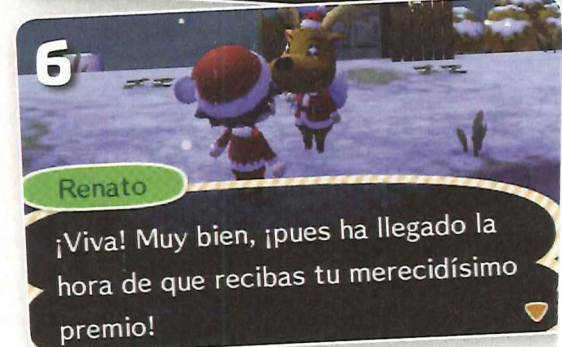 6
Renato
¡Viva! Muy bien, ¡pues ha llegado la
hora de que recibas tu merecidísimo
premio!